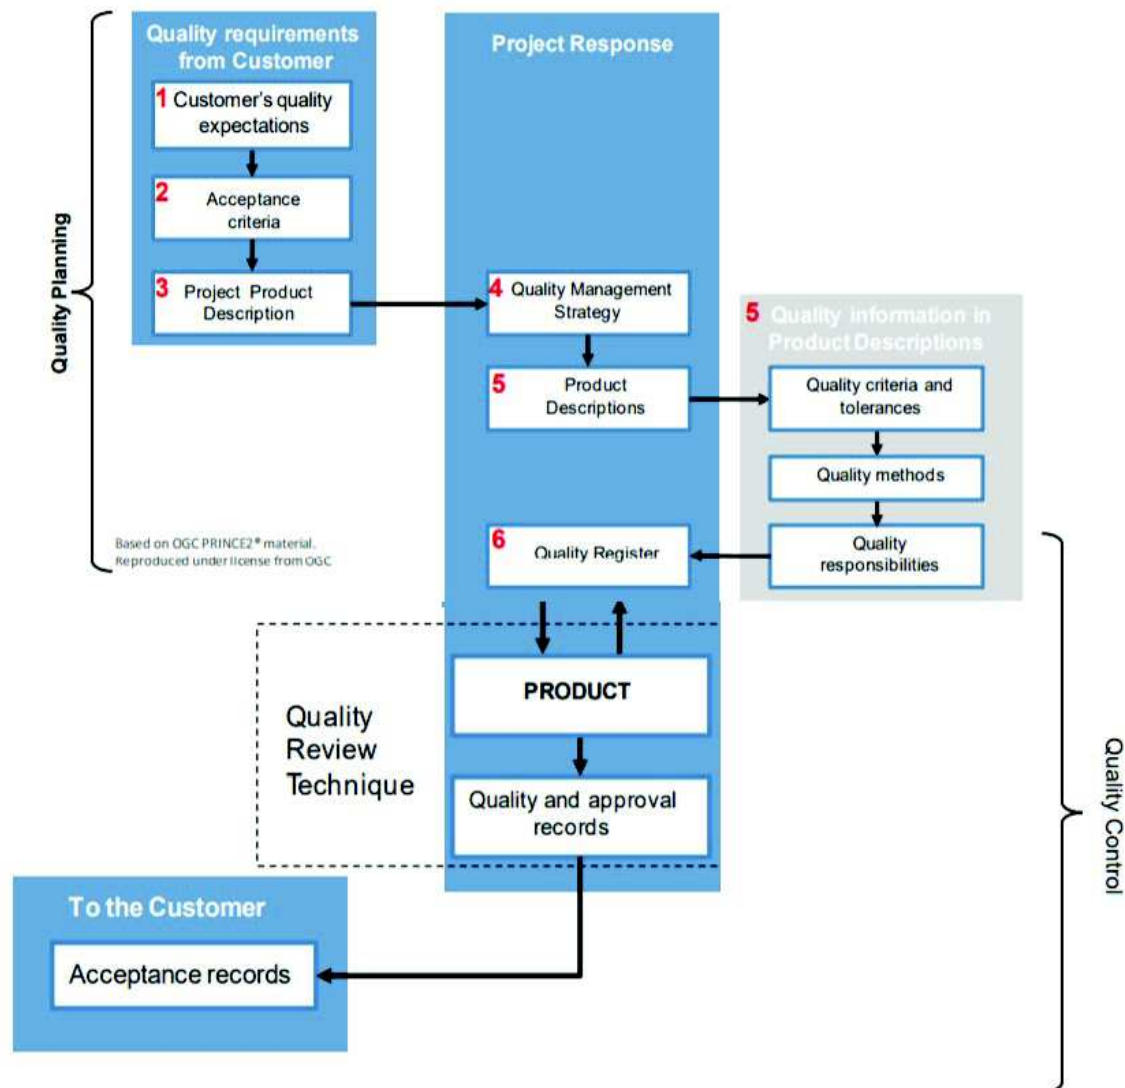 Quality requirements
from Customer
1 Customer's quality
expectations
2 Acceptance
criteria
3 Project Product
Description
Quality Planning
Based on OGC PRINCE2® material.
Reproduced under license from OGC
Project Response
4 Quality Management
Strategy
5 Product
Descriptions
5 Quality information in
Product Descriptions
Quality criteria and
tolerances
Quality methods
Quality
responsibilities
6 Quality Register
Quality
Review
Technique
PRODUCT
Quality and approval
records
Quality Control
To the Customer
Acceptance records